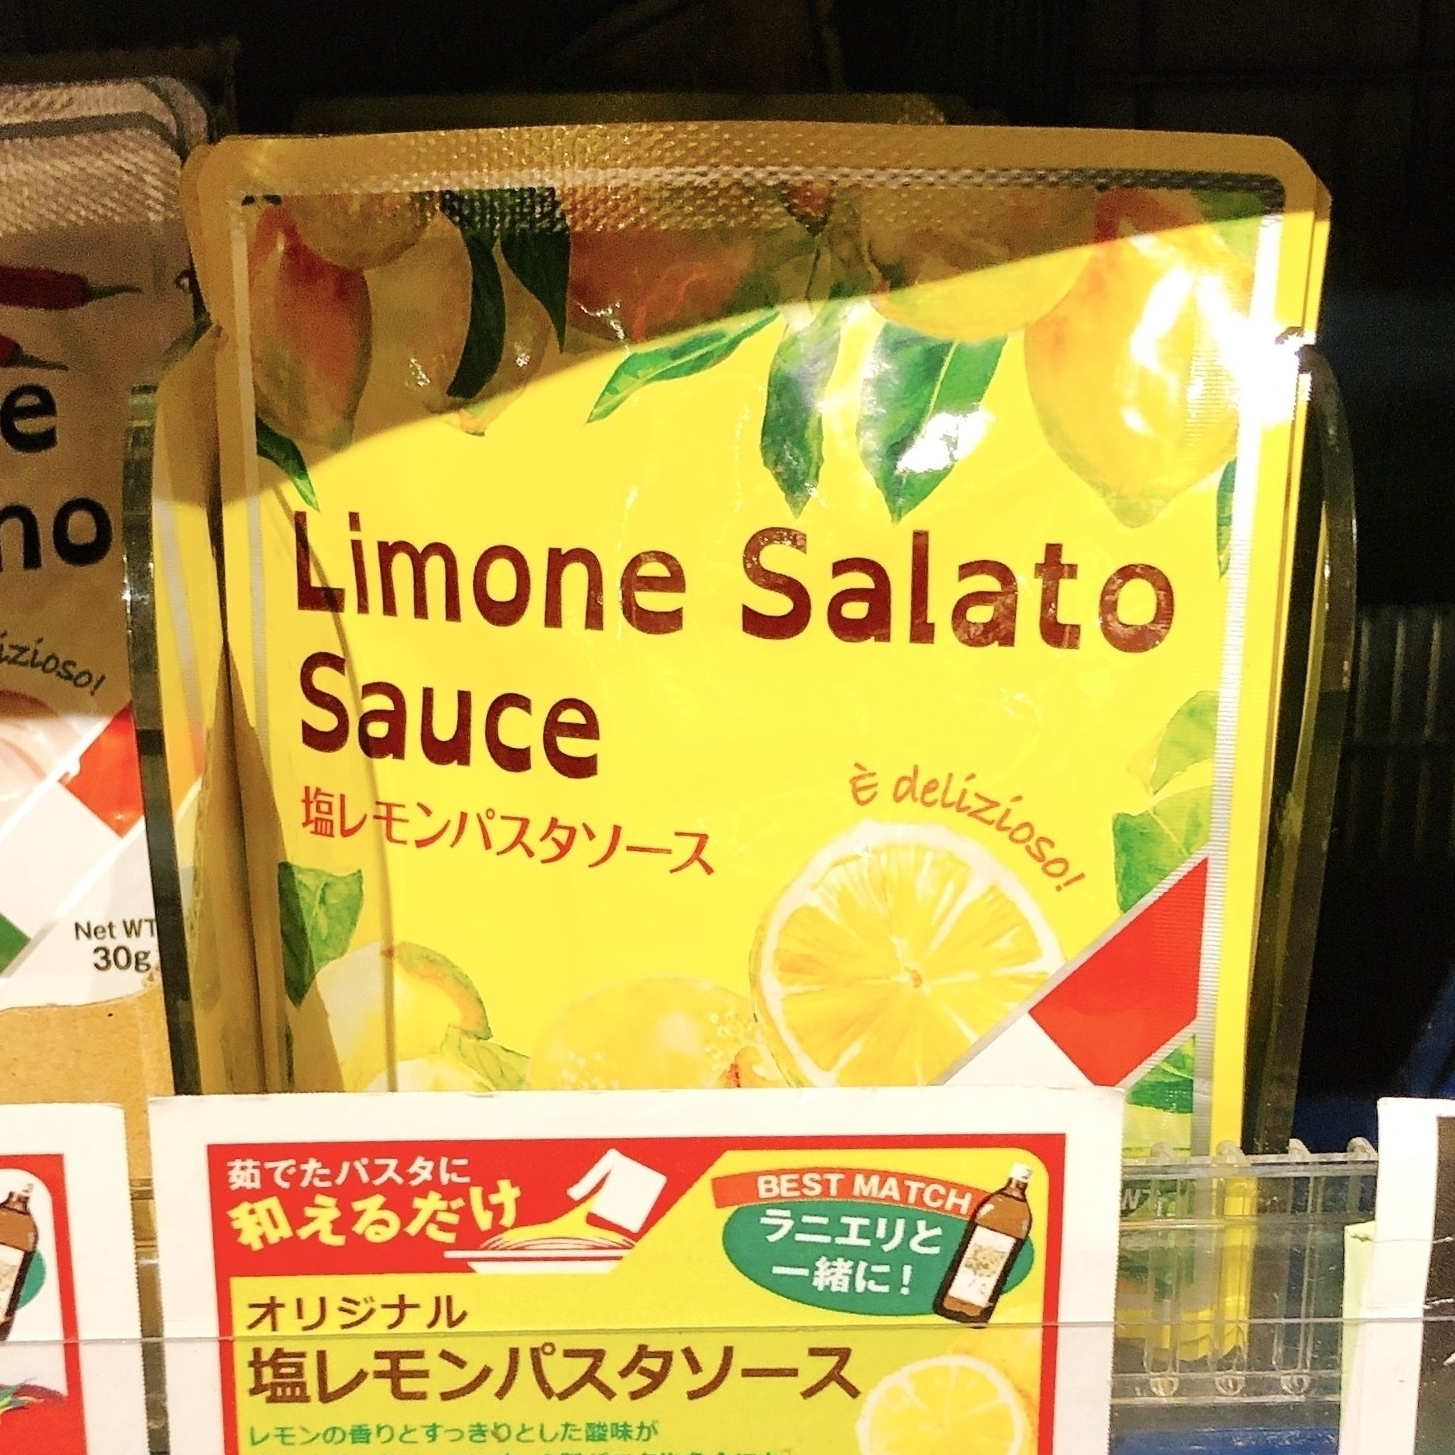 Limone Salato
Sauce
塩レモンパスタソース
È delizioso!
Net WT
30g
茹でたパスタに
和えるだけ
BEST MATCH
ラニエリと
一緒に!
オリジナル
塩レモンパスタソース
レモンの香りとすっきりとした酸味が